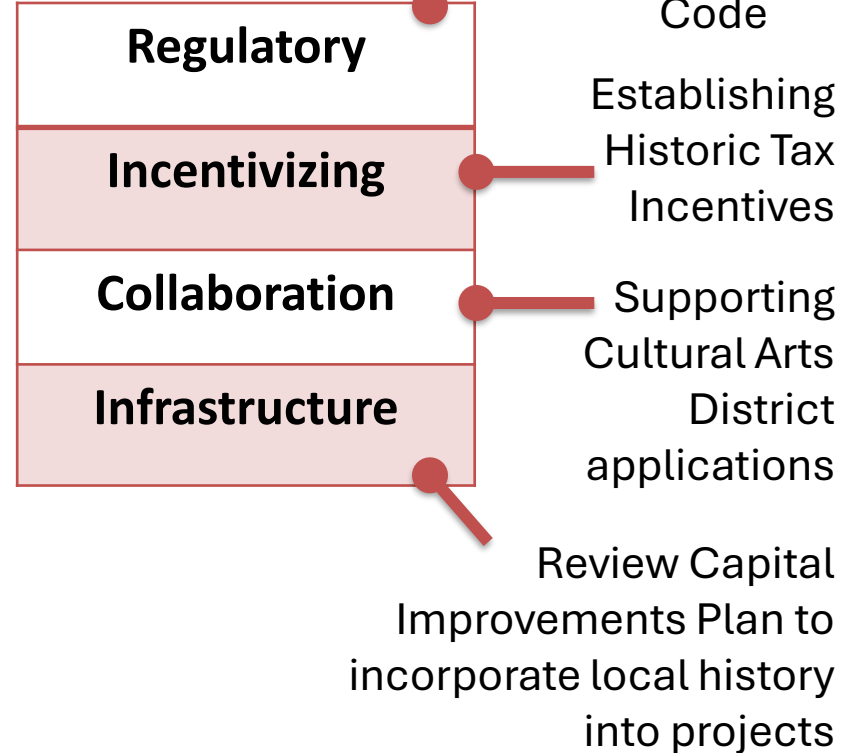 Code
Regulatory
Establishing
Historic Tax
Incentives
Incentivizing
Supporting
Cultural Arts
District
applications
Collaboration
Infrastructure
Review Capital
Improvements Plan to
incorporate local history
into projects